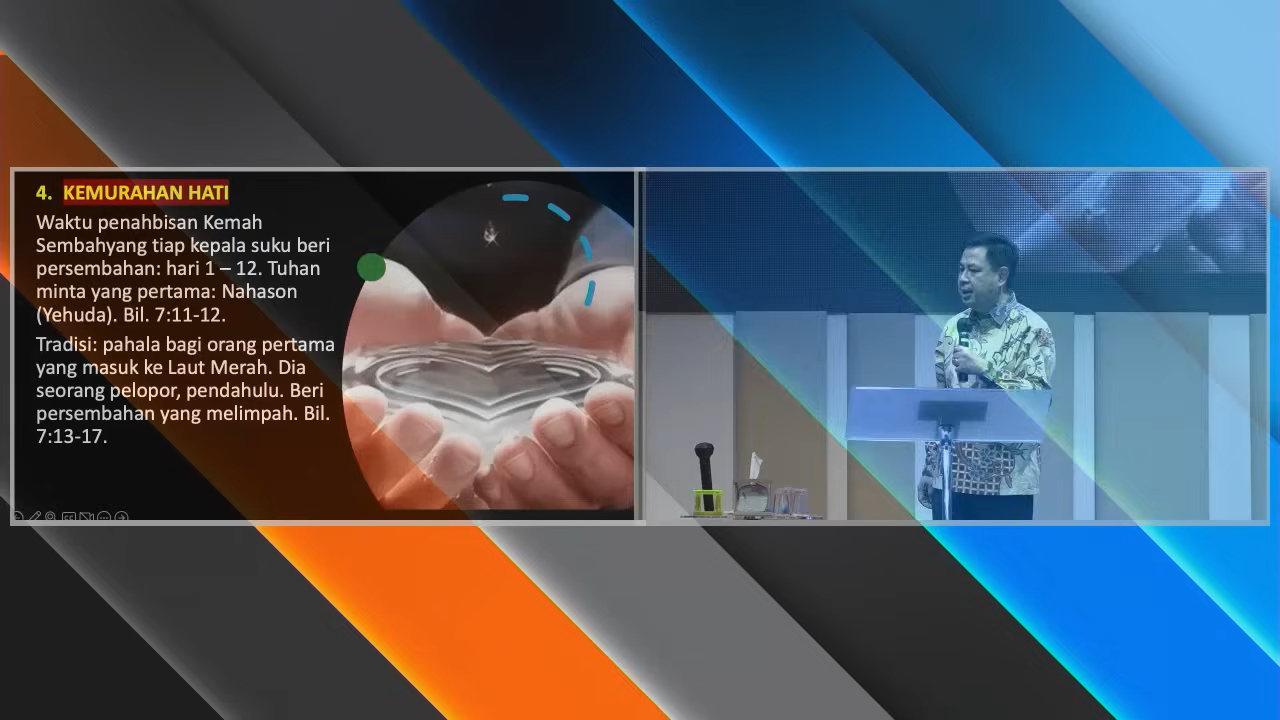 4. KEMURAHAN HATI
Waktu penahbisan Kemah
Sembahyang tiap kepala suku beri
persembahan: hari 1 – 12. Tuhan
minta yang pertama: Nahason
(Yehuda). Bil. 7:11-12.
Tradisi: pahala bagi orang pertama
yang masuk ke Laut Merah. Dia
seorang pelopor, pendahulu. Beri
persembahan yang melimpah. Bil.
7:13-17.